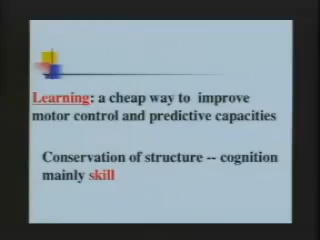 Learning: a cheap way to improve
motor control and predictive capacities
Conservation of structure -- cognition
mainly skill